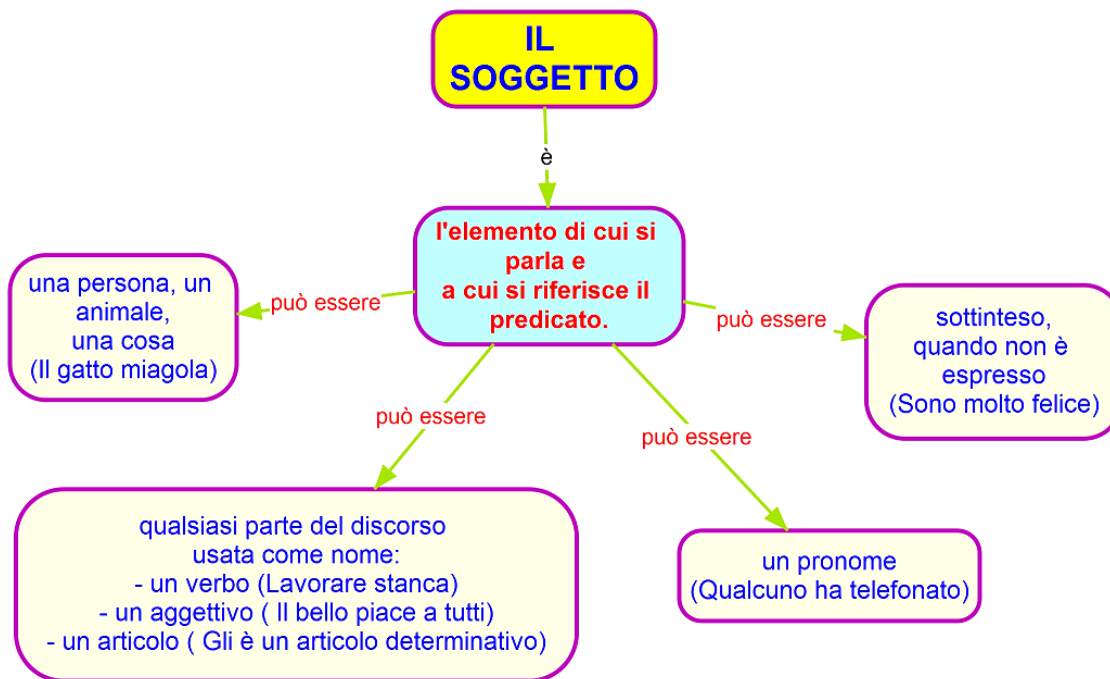 IL
SOGGETTO
è
l'elemento di cui si
parla e
a cui si riferisce il
predicato.
può essere
una persona, un
animale,
una cosa
(Il gatto miagola)
può essere
qualsiasi parte del discorso
usata come nome:
- un verbo (Lavorare stanca)
- un aggettivo ( Il bello piace a tutti)
- un articolo ( Gli è un articolo determinativo)
può essere
un pronome
(Qualcuno ha telefonato)
può essere
sottinteso,
quando non è
espresso
(Sono molto felice)